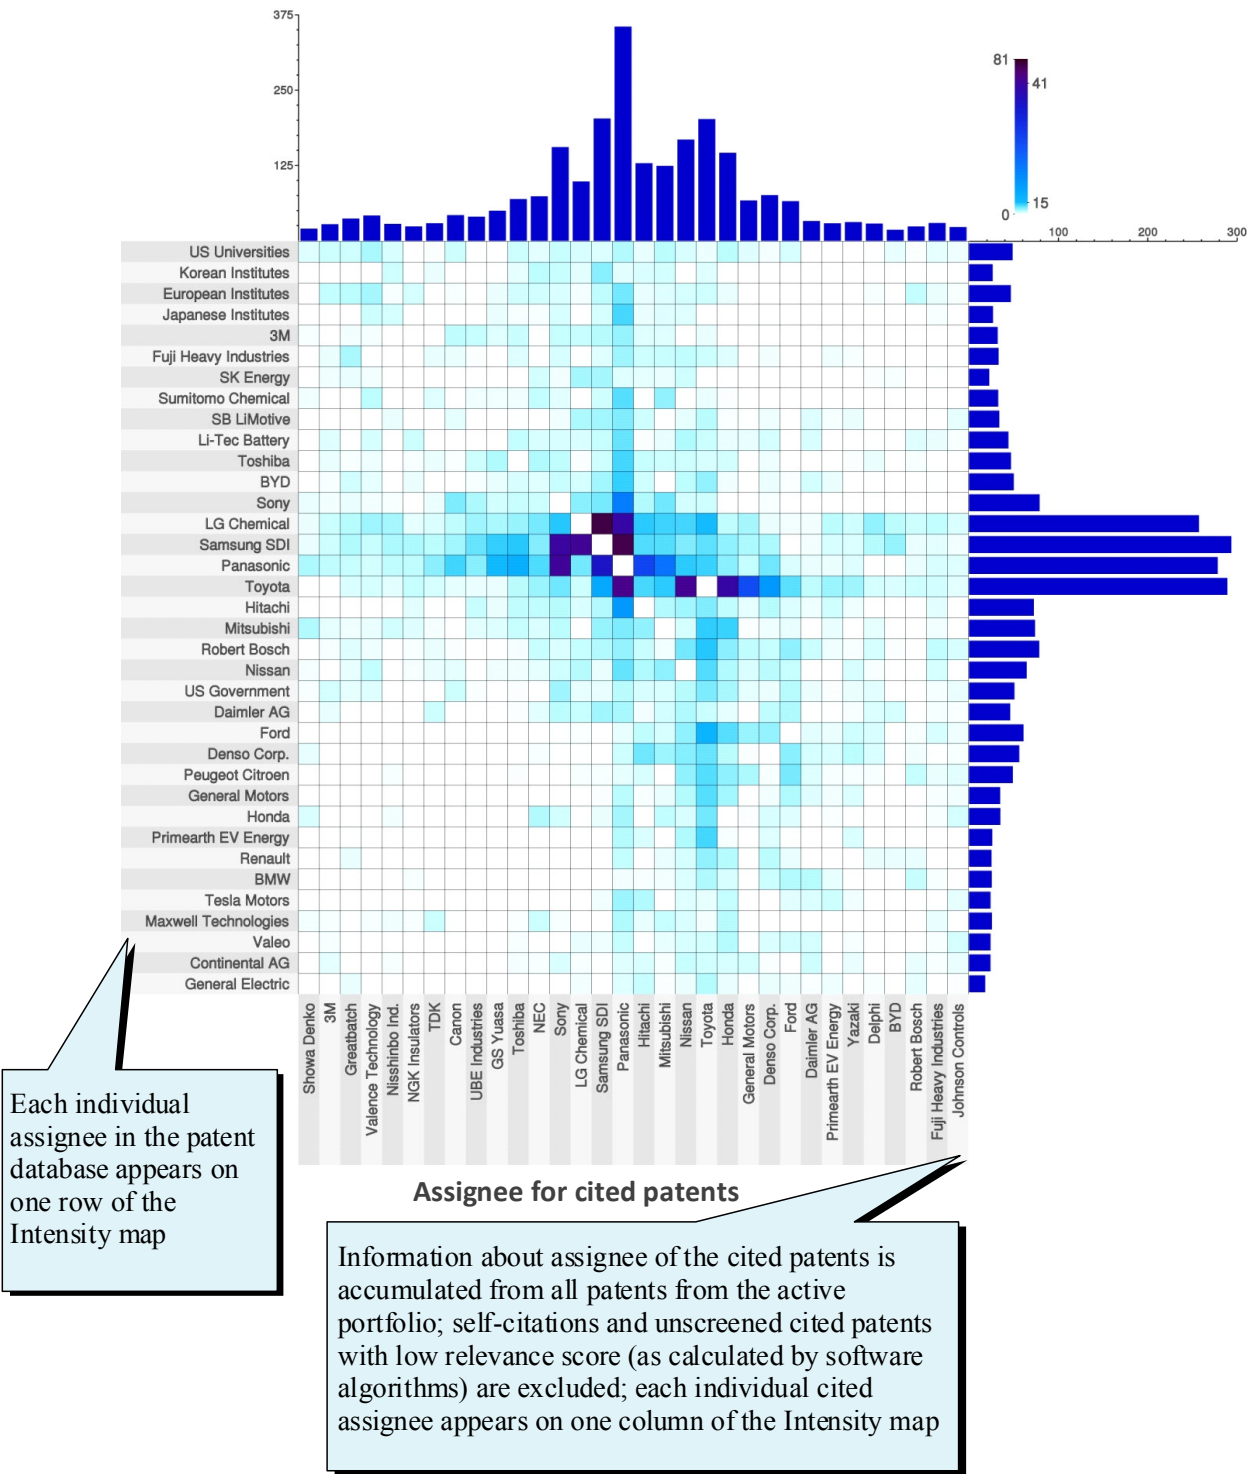 375
250
125
81
41
15
0
100
200
300
US Universities
Korean Institutes
European Institutes
Japanese Institutes
3M
Fuji Heavy Industries
SK Energy
Sumitomo Chemical
SB LiMotive
Li-Tec Battery
Toshiba
BYD
Sony
LG Chemical
Samsung SDI
Panasonic
Toyota
Hitachi
Mitsubishi
Robert Bosch
Nissan
US Government
Daimler AG
Ford
Denso Corp.
Peugeot Citroen
General Motors
Honda
Primearth EV Energy
Renault
BMW
Tesla Motors
Maxwell Technologies
Valeo
Continental AG
General Electric
Showa Denko
3M
Greatbatch
Valence Technology
Nisshinbo Ind.
NGK Insulators
TDK
Canon
UBE Industries
GS Yuasa
Toshiba
NEC
Sony
LG Chemical
Samsung SDI
Panasonic
Hitachi
Mitsubishi
Nissan
Toyota
Honda
General Motors
Denso Corp.
Ford
Daimler AG
Primearth EV Energy
Yazaki
Delphi
BYD
Robert Bosch
Fuji Heavy Industries
Johnson Controls
Each individual
assignee in the patent
database appears on
one row of the
Intensity map
Assignee for cited patents
Information about assignee of the cited patents is
accumulated from all patents from the active
portfolio; self-citations and unscreened cited patents
with low relevance score (as calculated by software
algorithms) are excluded; each individual cited
assignee appears on one column of the Intensity map